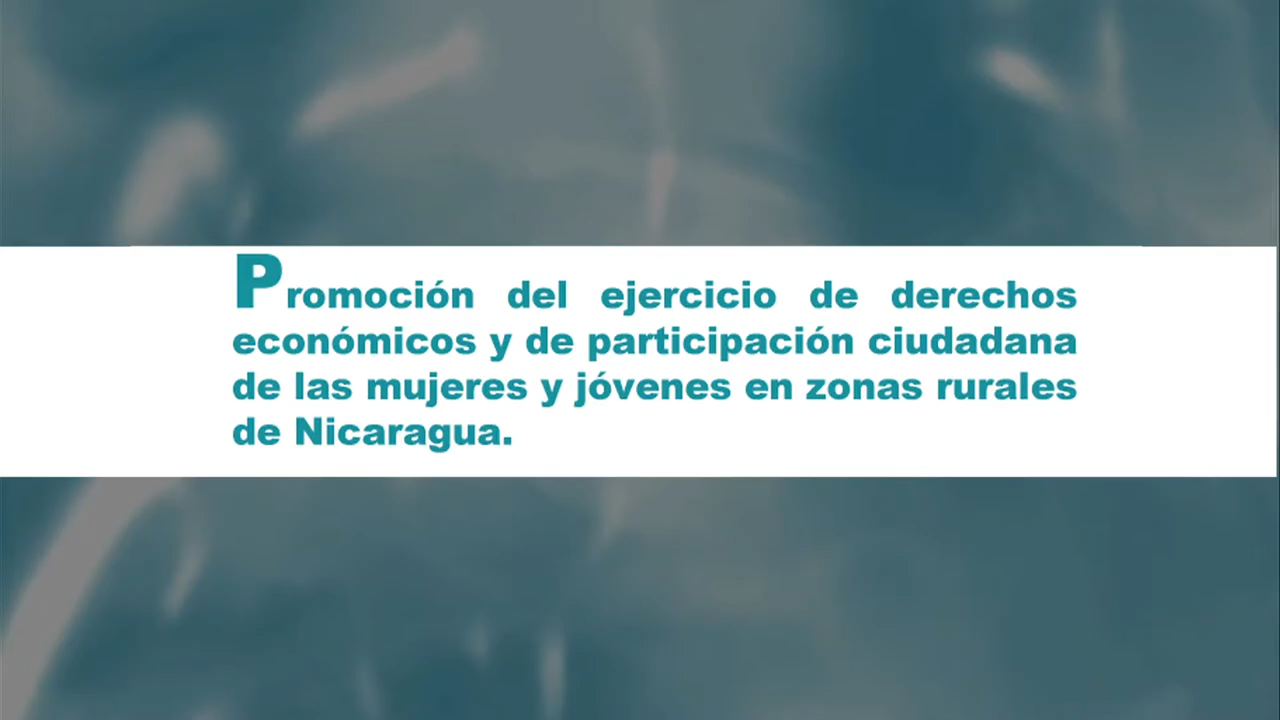 Promoción del ejercicio de derechos
económicos y de participación ciudadana
de las mujeres y jóvenes en zonas rurales
de Nicaragua.